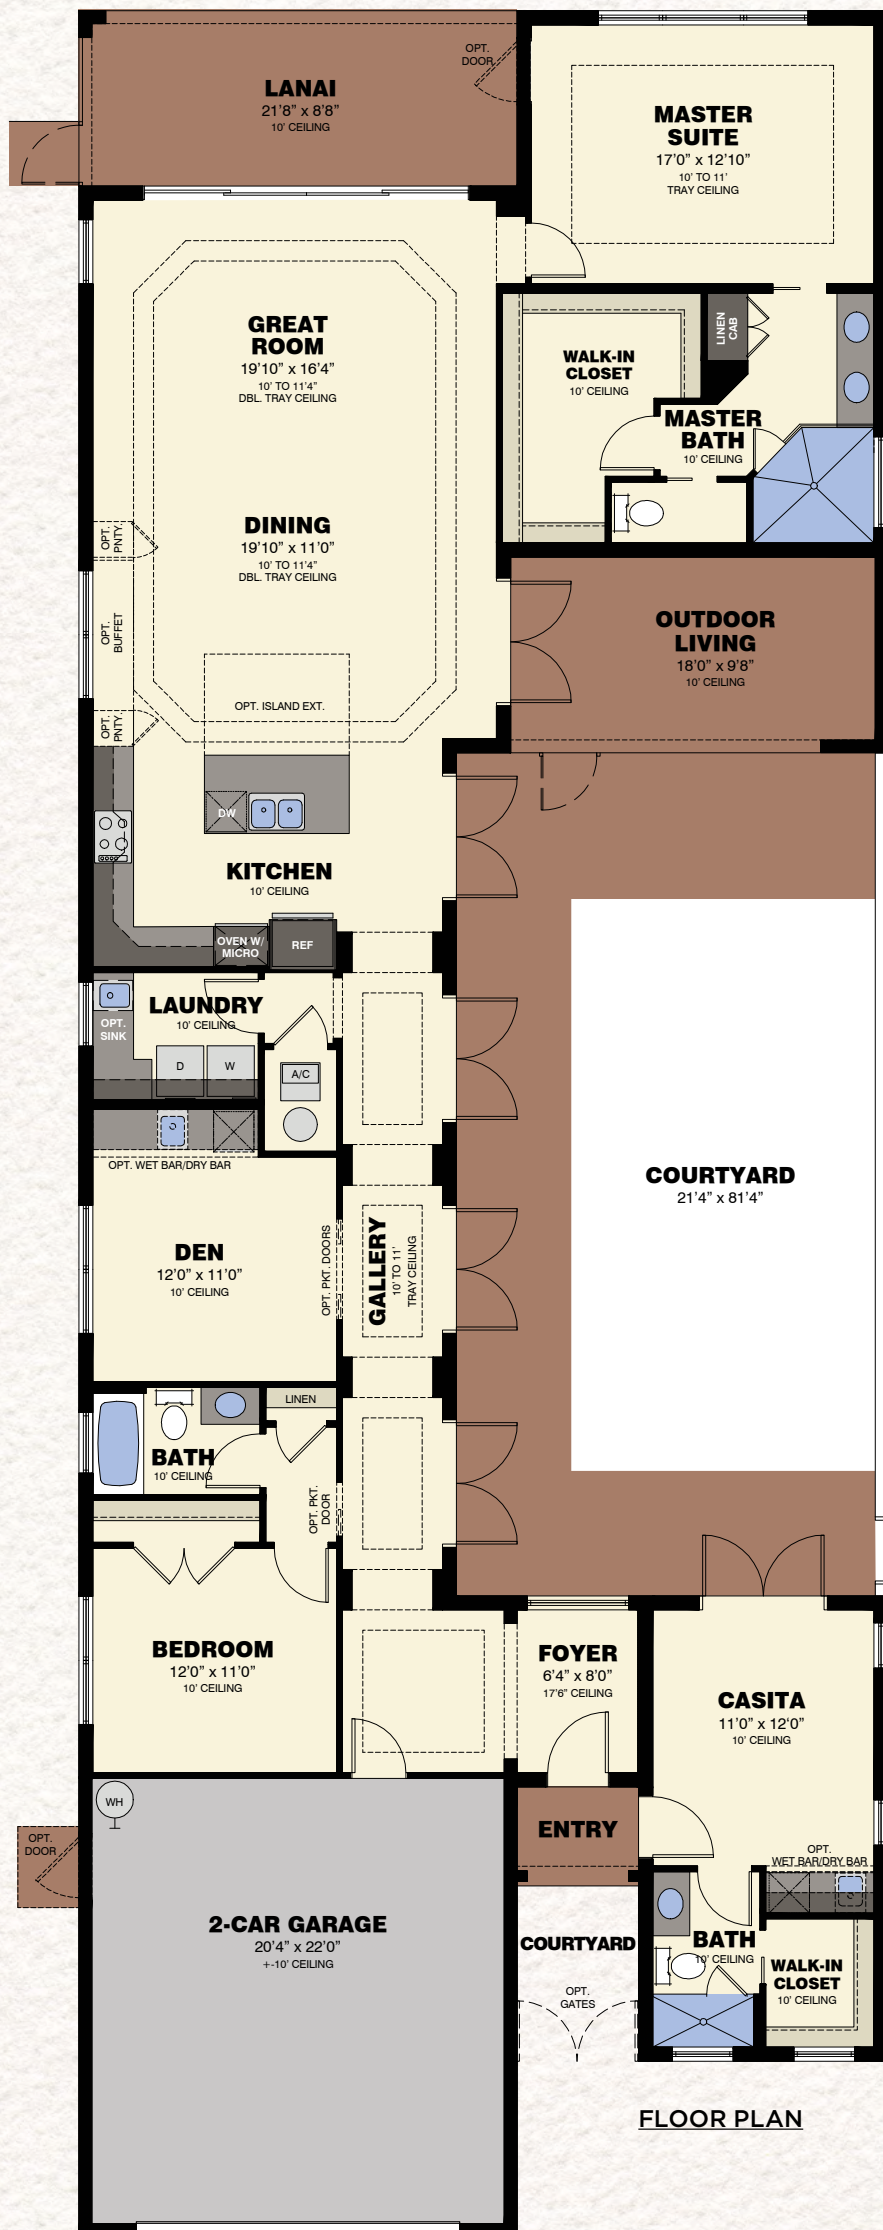 OPT.
DOOR
LANAI
21'8" x 8'8"
10' CEILING
MASTER
SUITE
17'0" x 12'10"
10' TO 11'
TRAY CEILING
GREAT
ROOM
19'10" x 16'4"
10' TO 11'4"
DBL. TRAY CEILING
LINEN
CAB
WALK-IN
CLOSET
10' CEILING
MASTER
BATH
10' CEILING
DINING
19'10" x 11'0"
10' TO 11'4"
DBL. TRAY CEILING
OPT.
PNTY.
OPT.
BUFFET
OPT.
PNTY.
OUTDOOR
LIVING
18'0" x 9'8"
10' CEILING
OPT. ISLAND EXT.
DW
KITCHEN
10' CEILING
OVEN W/
MICRO
REF
LAUNDRY
10' CEILING
OPT.
SINK
D
W
A/C
OPT. WET BAR/DRY BAR
COURTYARD
21'4" x 81'4"
DEN
12'0" x 11'0"
10' CEILING
OPT. PKT. DOORS
GALLERY
10' TO 11'
TRAY CEILING
LINEN
BATH
10' CEILING
OPT. PKT.
DOOR
BEDROOM
12'0" x 11'0"
10' CEILING
FOYER
6'4" x 8'0"
17'6" CEILING
CASITA
11'0" x 12'0"
10' CEILING
WH
OPT.
DOOR
ENTRY
OPT.
WET BAR/DRY BAR
2-CAR GARAGE
20'4" x 22'0"
+-10' CEILING
COURTYARD
OPT.
GATES
BATH
10' CEILING
WALK-IN
CLOSET
10' CEILING
FLOOR PLAN